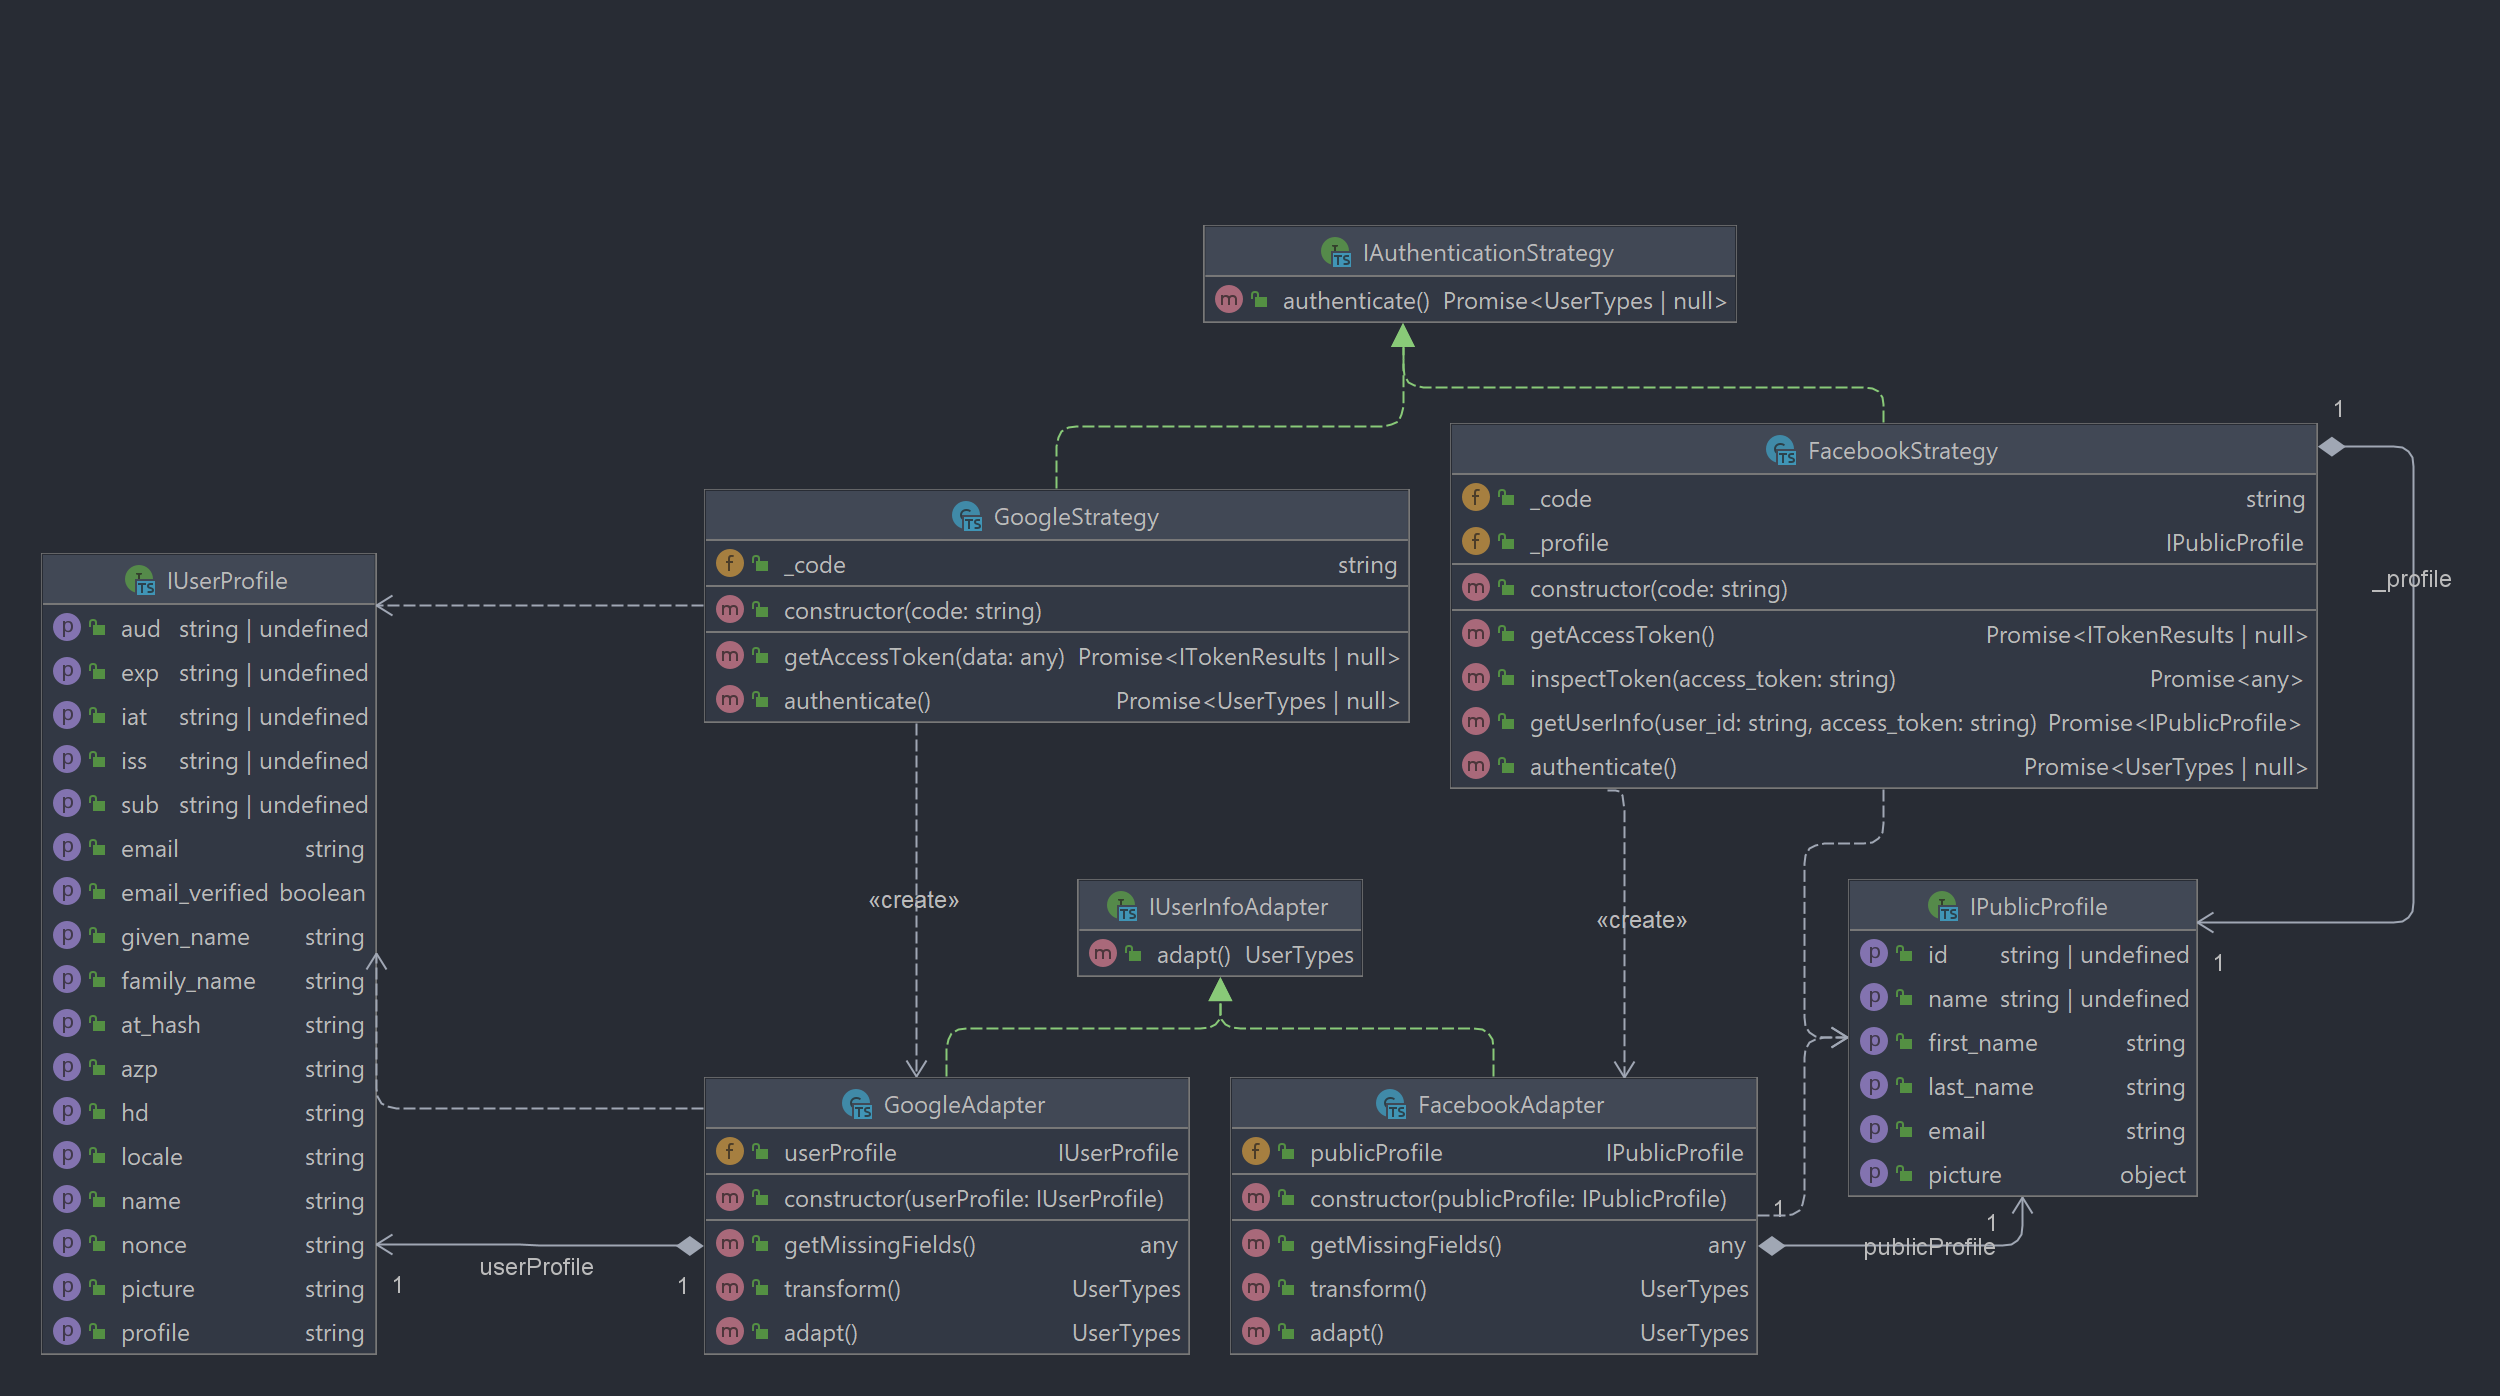 IAuthenticationStrategy
authenticate() Promise<UserTypes | null>
1
FacebookStrategy
_code string
_profile IPublicProfile
constructor(code: string)
getAccessToken() Promise<ITokenResults | null>
inspectToken(access_token: string) Promise<any>
getUserInfo(user_id: string, access_token: string) Promise<IPublicProfile>
authenticate() Promise<UserTypes | null>
_profile
GoogleStrategy
_code string
constructor(code: string)
getAccessToken(data: any) Promise<ITokenResults | null>
authenticate() Promise<UserTypes | null>
IUserProfile
aud string | undefined
exp string | undefined
iat string | undefined
iss string | undefined
sub string | undefined
email string
email_verified boolean
given_name string
family_name string
at_hash string
azp string
hd string
locale string
name string
nonce string
picture string
profile string
«create»
IUserInfoAdapter
adapt() UserTypes
«create»
IPublicProfile
id string | undefined
name string | undefined
first_name string
last_name string
email string
picture object
1
GoogleAdapter
userProfile IUserProfile
constructor(userProfile: IUserProfile)
getMissingFields() any
transform() UserTypes
adapt() UserTypes
FacebookAdapter
publicProfile IPublicProfile
constructor(publicProfile: IPublicProfile)
getMissingFields() any
transform() UserTypes
adapt() UserTypes
1
1
publicProfile
userProfile
1
1